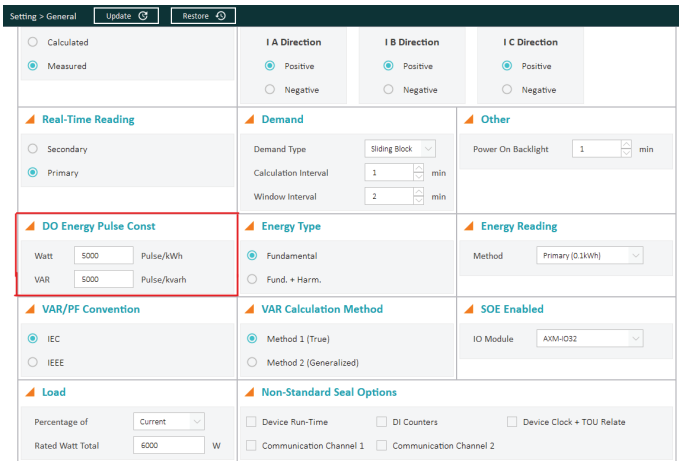 Setting > General Update Restore
Calculated I A Direction I B Direction I C Direction
Measured Positive Positive Positive
Negative Negative Negative
Real-Time Reading Demand Other
Secondary Demand Type Sliding Block Power On Backlight 1 min
Primary Calculation Interval 1 min
Window Interval 2 min
DO Energy Pulse Const Energy Type Energy Reading
Watt 5000 Pulse/kWh Fundamental Method Primary (0.1kWh)
VAR 5000 Pulse/kvarh Fund. + Harm.
VAR/PF Convention VAR Calculation Method SOE Enabled
IEC Method 1 (True) IO Module AXM-IO32
IEEE Method 2 (Generalized)
Load Non-Standard Seal Options
Percentage of Current Device Run-Time DI Counters Device Clock + TOU Relate
Rated Watt Total 6000 W Communication Channel 1 Communication Channel 2